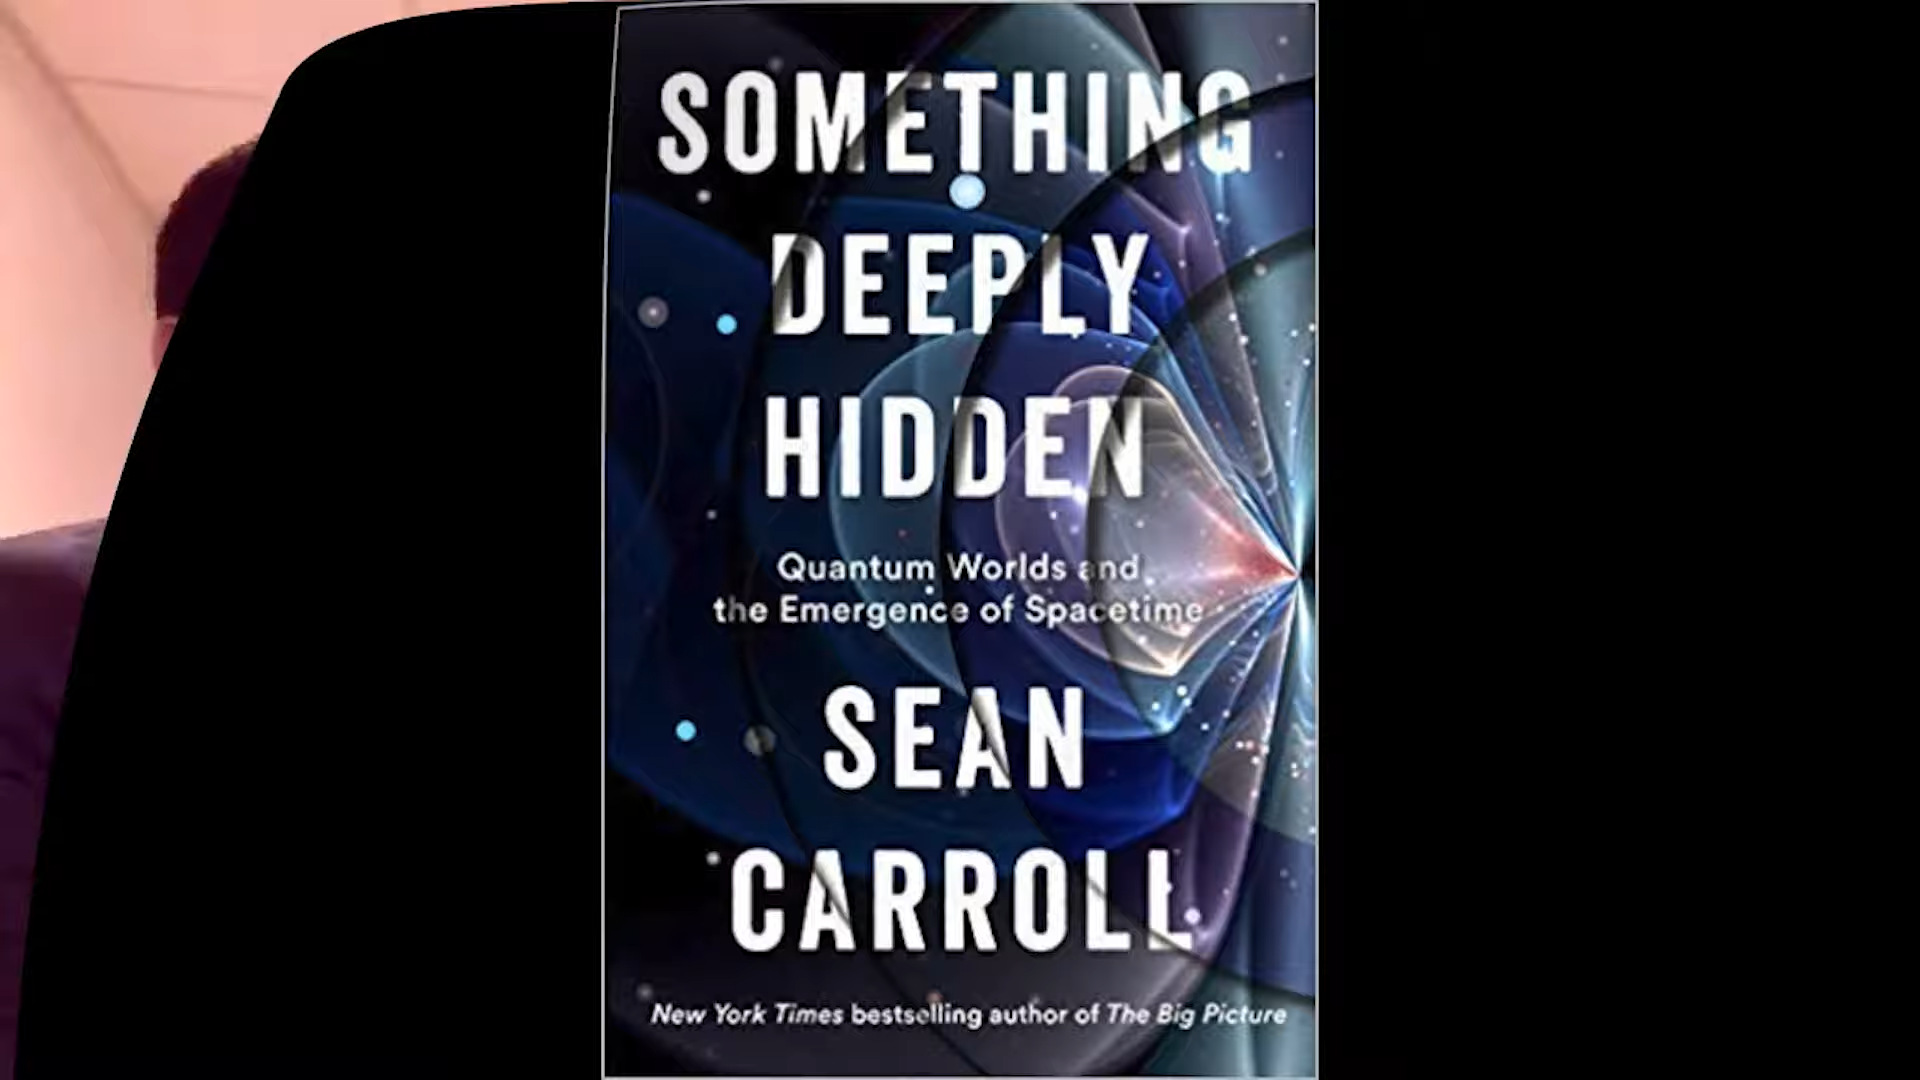 SOMETHING
DEEPLY
HIDDEN
Quantum Worlds and
the Emergence of Spacetime
SEAN
CARROLL
New York Times bestselling author of The Big Picture